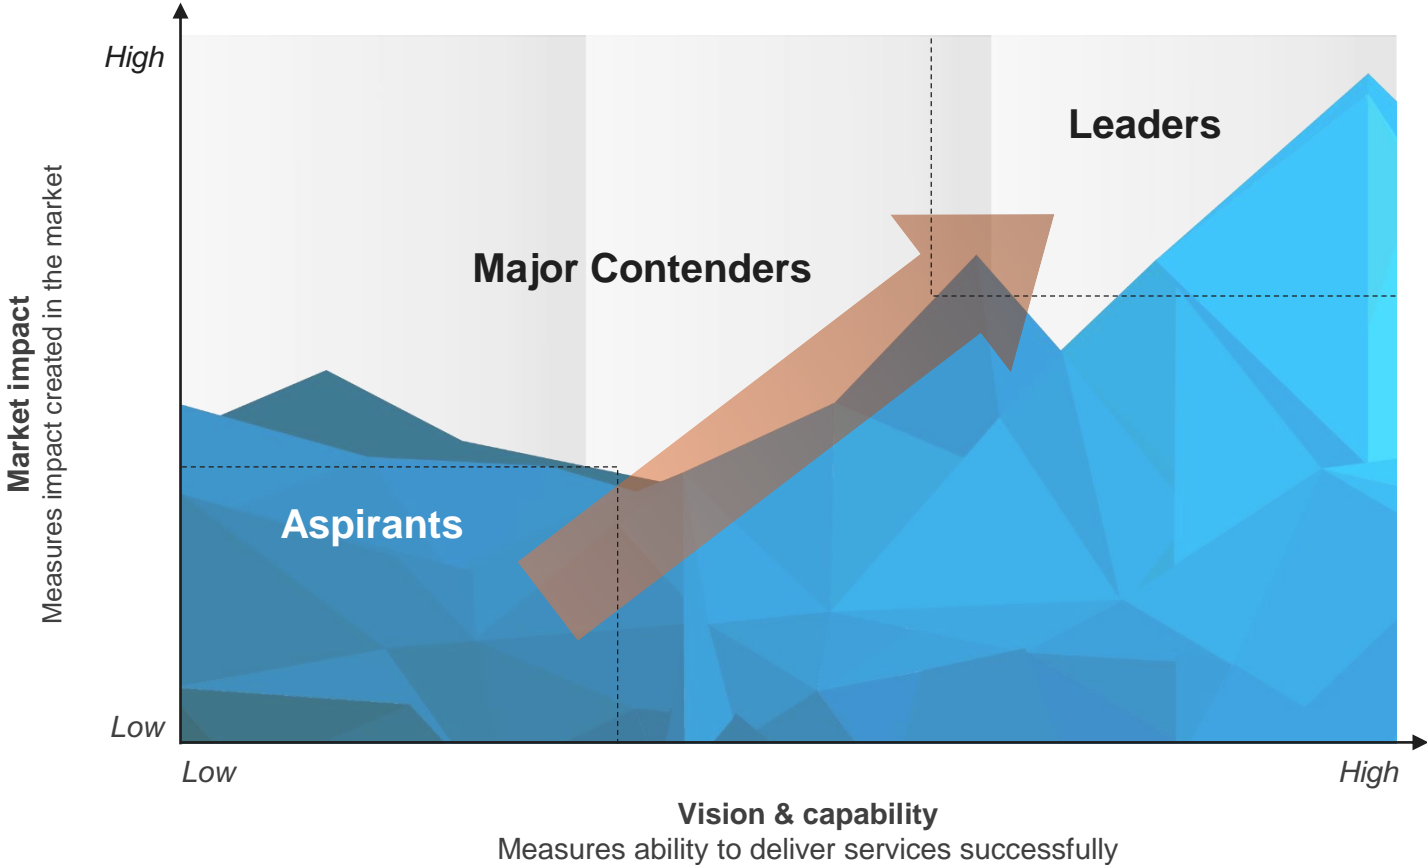 High
Leaders
Major Contenders
Market impact
Measures impact created in the market
Aspirants
Low
Low
High
Vision & capability
Measures ability to deliver services successfully